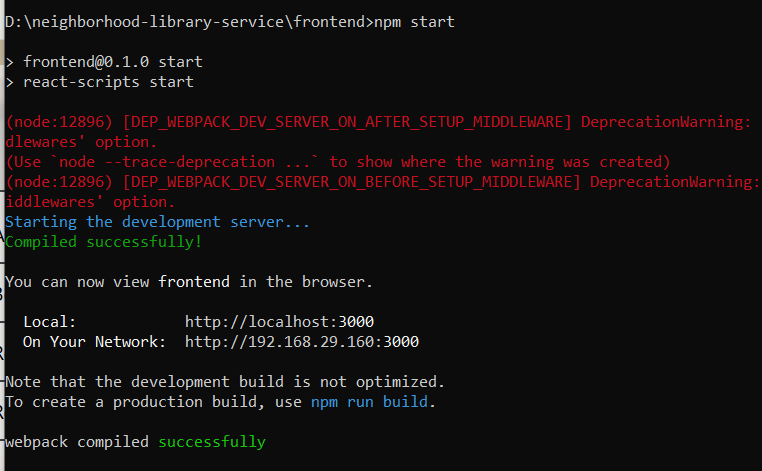 D:\neighborhood-library-service\frontend>npm start
> frontend@0.1.0 start
> react-scripts start
(node:12896) [DEP_WEBPACK_DEV_SERVER_ON_AFTER_SETUP_MIDDLEWARE] DeprecationWarning:
dlewares' option.
(Use `node --trace-deprecation ...` to show where the warning was created)
(node:12896) [DEP_WEBPACK_DEV_SERVER_ON_BEFORE_SETUP_MIDDLEWARE] DeprecationWarning:
iddlewares' option.
Starting the development server...
Compiled successfully!
You can now view frontend in the browser.
Local: http://localhost:3000
On Your Network: http://192.168.29.160:3000
Note that the development build is not optimized.
To create a production build, use npm run build.
webpack compiled successfully